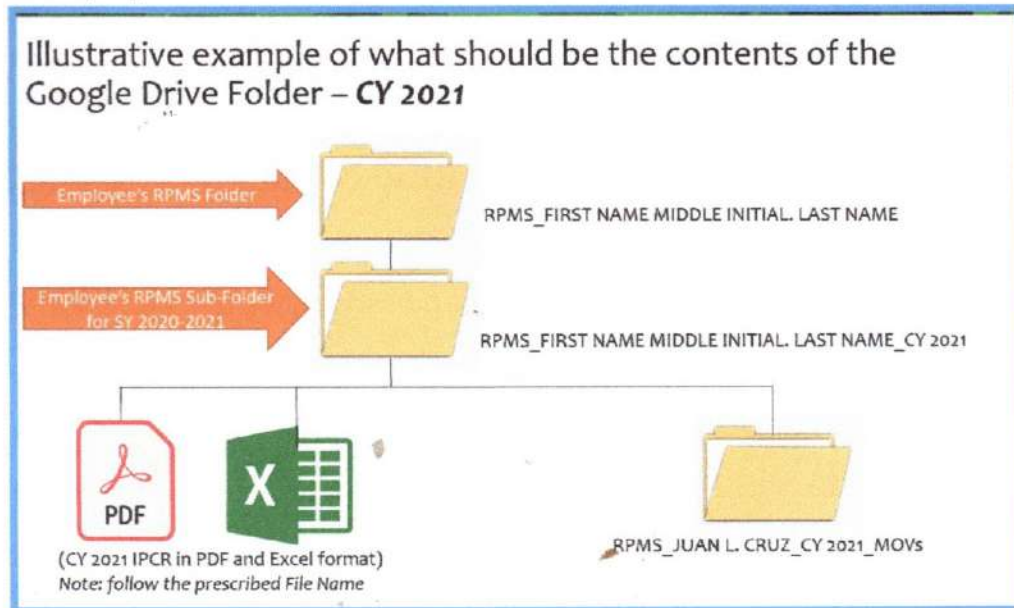 Illustrative example of what should be the contents of the
Google Drive Folder – CY 2021
Employee's RPMS Folder
RPMS_FIRST NAME MIDDLE INITIAL. LAST NAME
Employee's RPMS Sub-Folder
for SY 2020-2021
RPMS_FIRST NAME MIDDLE INITIAL. LAST NAME_CY 2021
PDF
X
(CY 2021 IPCR in PDF and Excel format)
Note: follow the prescribed File Name
RPMS_JUAN L. CRUZ_CY 2021_MOVs